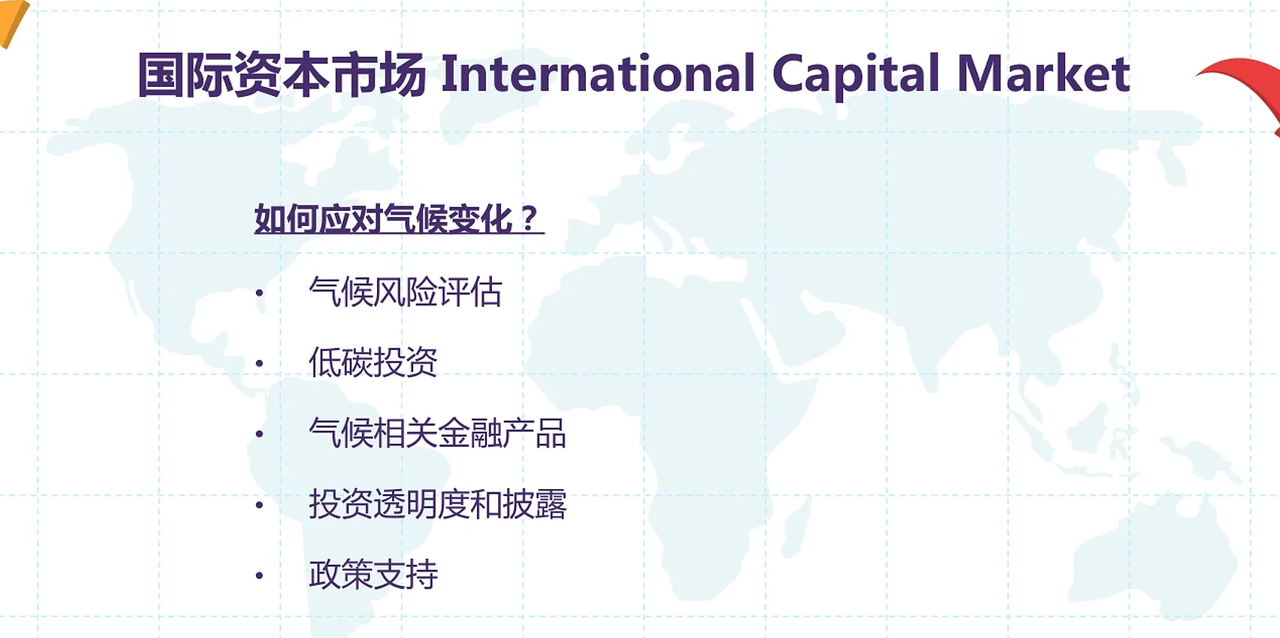 国际资本市场 International Capital Market
如何应对气候变化？
• 气候风险评估
• 低碳投资
• 气候相关金融产品
• 投资透明度和披露
• 政策支持